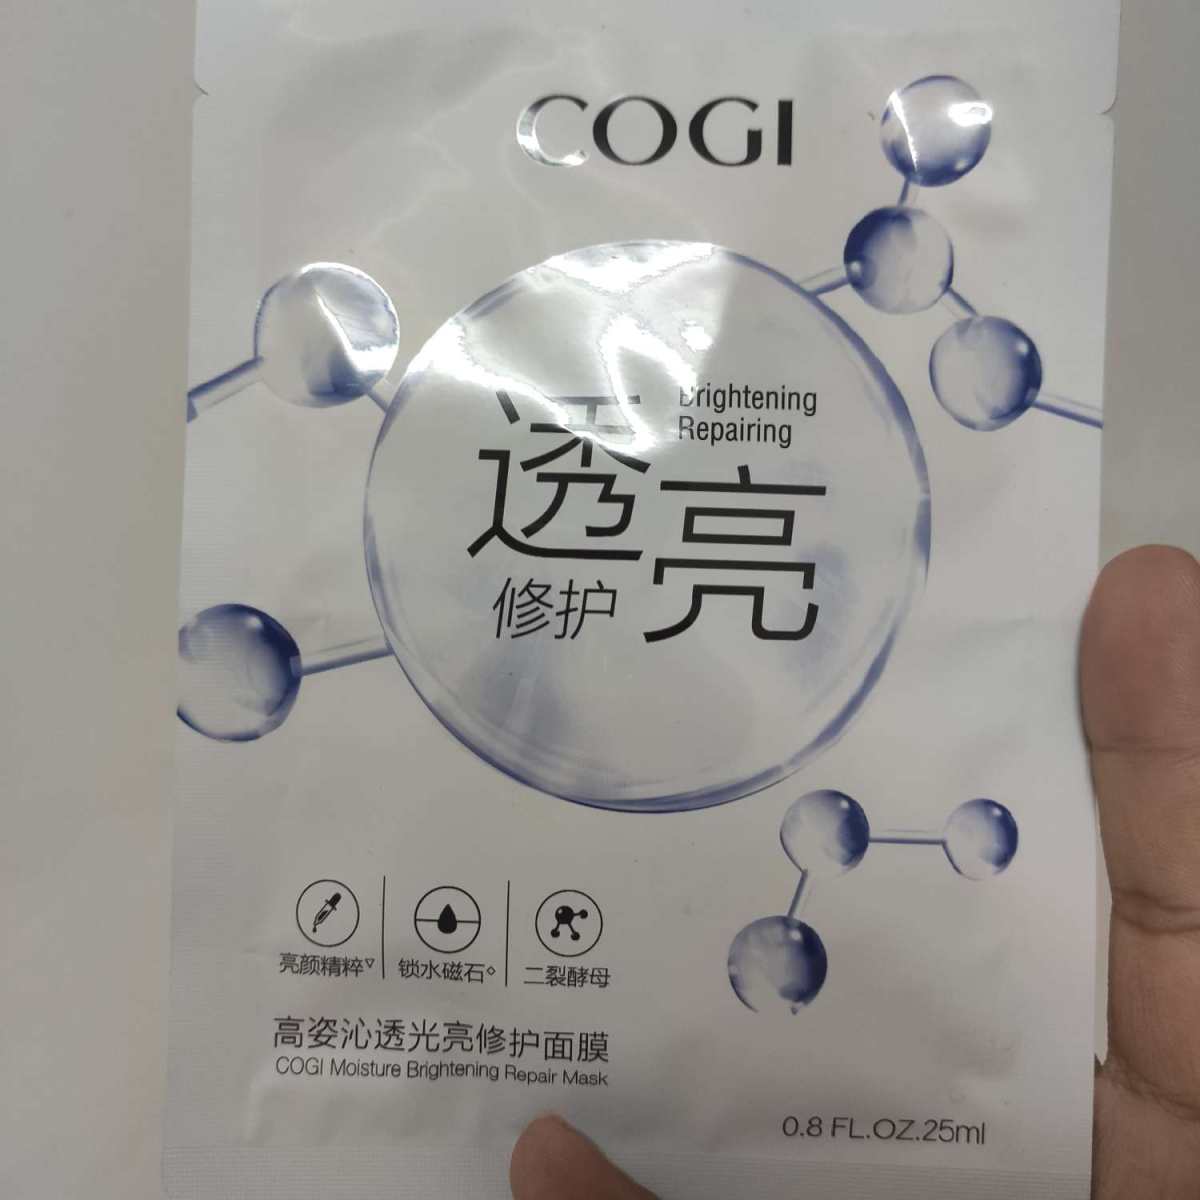 COGI
Brightening
Repairing
透亮
修护
亮颜精粹▽
锁水磁石◇
二裂酵母
高姿沁透光亮修护面膜
COGI Moisture Brightening Repair Mask
0.8 FL.OZ.25ml